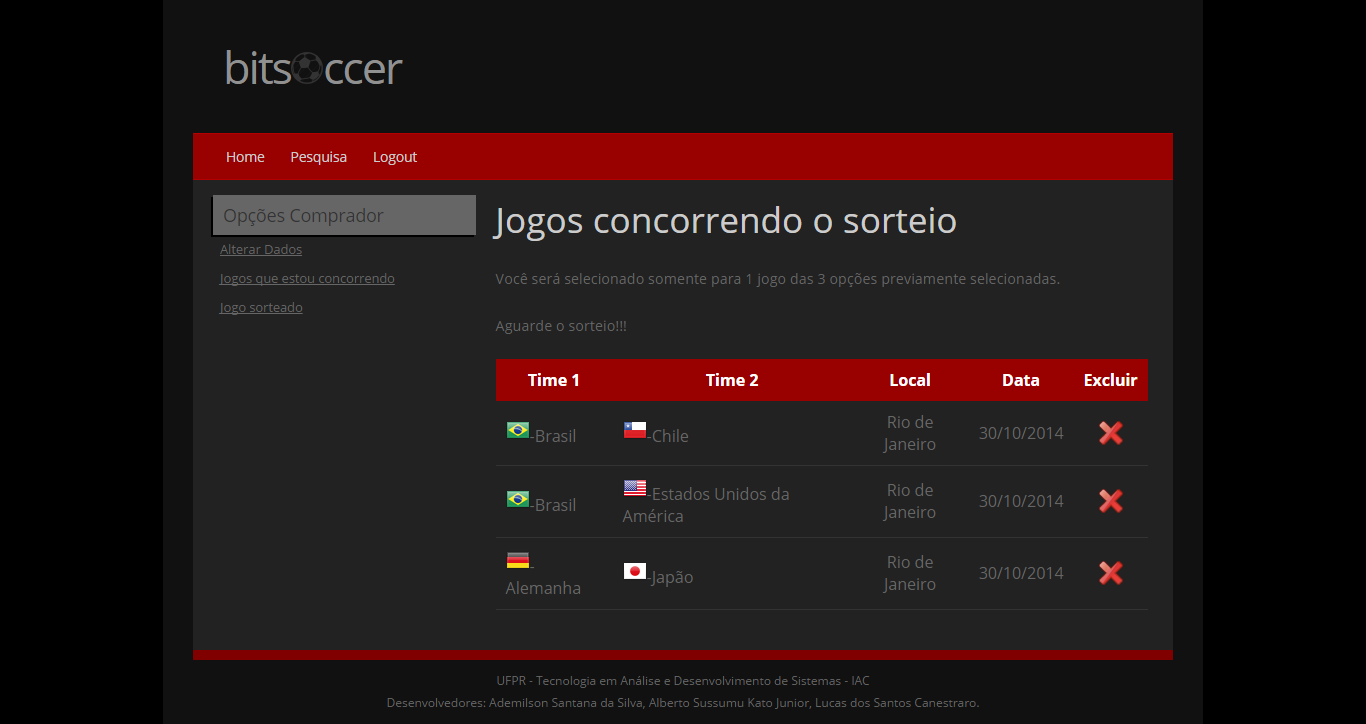 bitsoccer
Home Pesquisa Logout
Opções Comprador
Alterar Dados
Jogos que estou concorrendo
Jogo sorteado
Jogos concorrendo o sorteio
Você será selecionado somente para 1 jogo das 3 opções previamente selecionadas.
Aguarde o sorteio!!!
Time 1 Time 2 Local Data Excluir
-Brasil -Chile Rio de
Janeiro 30/10/2014
-Brasil -Estados Unidos da
América Rio de
Janeiro 30/10/2014
-
Alemanha -Japão Rio de
Janeiro 30/10/2014
UFPR - Tecnologia em Análise e Desenvolvimento de Sistemas - IAC
Desenvolvedores: Ademilson Santana da Silva, Alberto Sussumu Kato Junior, Lucas dos Santos Canestraro.